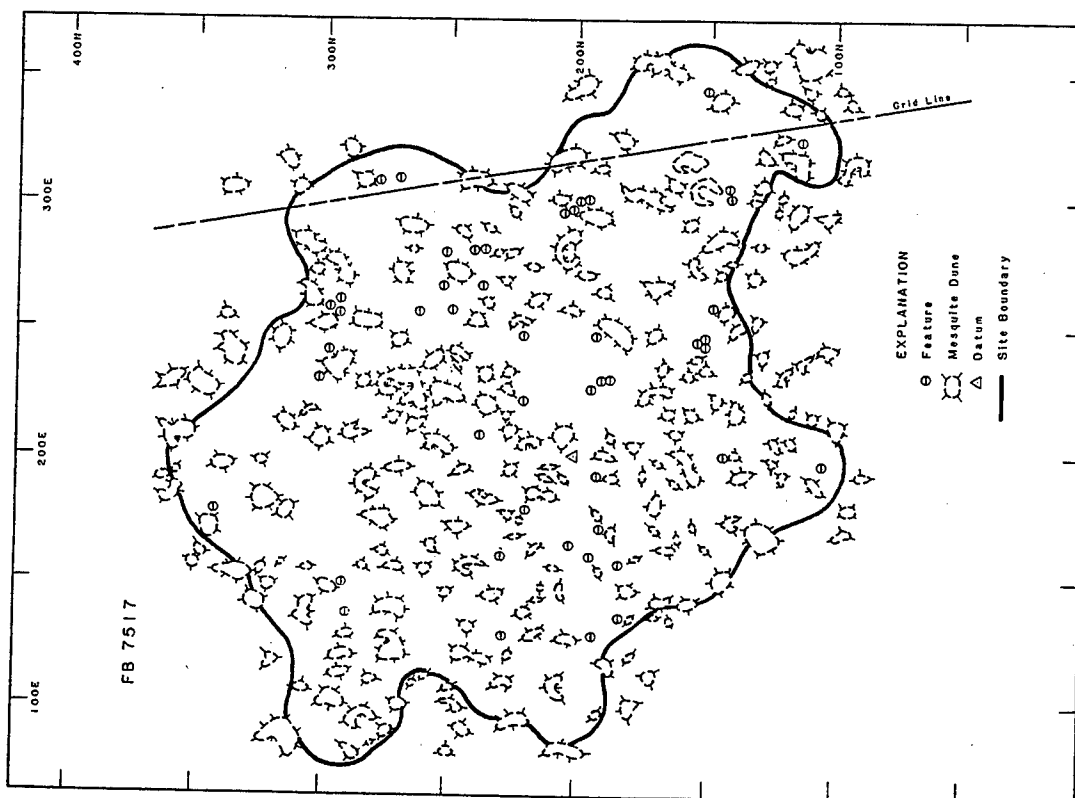 FB 7517
400N
300N
200N
100N
300E
200E
100E
Grid Line
EXPLANATION
Feature
Mesquite Dune
Datum
Site Boundary